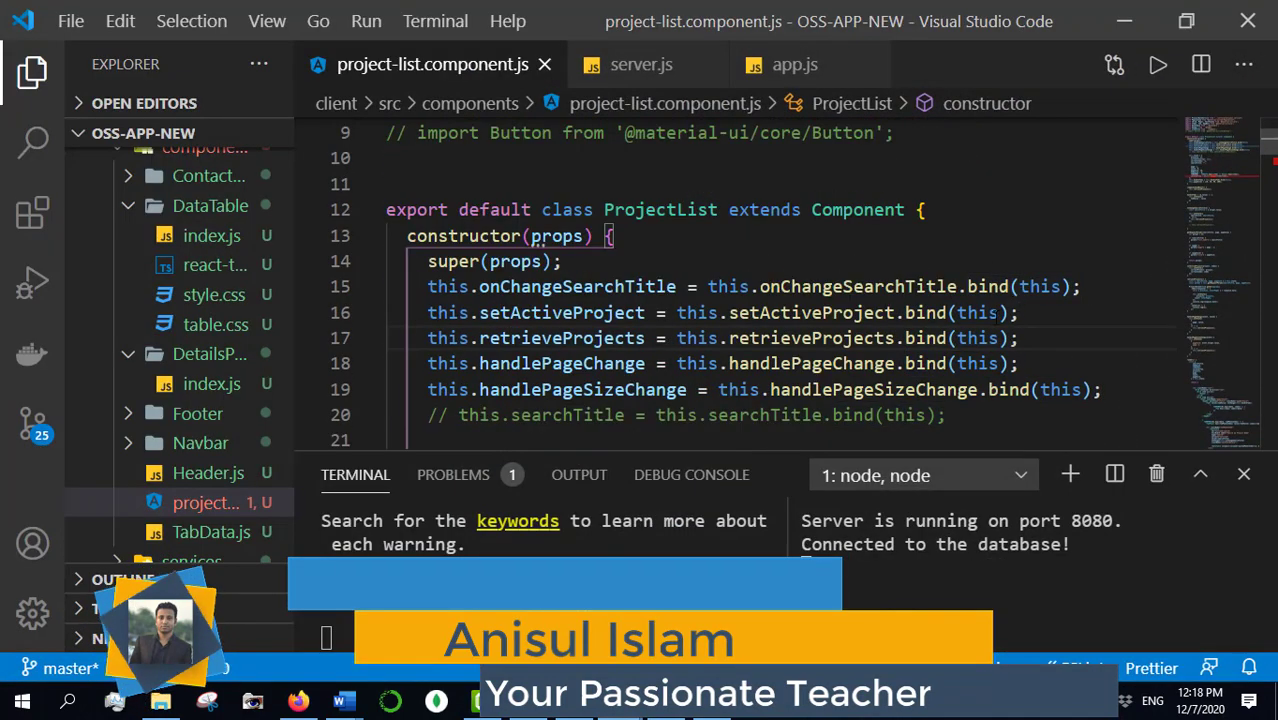 File Edit Selection View Go Run Terminal Help project-list.component.js - OSS-APP-NEW - Visual Studio Code
EXPLORER
project-list.component.js server.js app.js
OPEN EDITORS
client > src > components > project-list.component.js > ProjectList > constructor
OSS-APP-NEW
Contact...
DataTable
index.js U
react-t... U
style.css U
table.css U
DetailsP...
index.js U
Footer
Navbar
Header.js U
project... 1, U
TabData.js U
services
9 // import Button from '@material-ui/core/Button';
10
11
12 export default class ProjectList extends Component {
13 constructor(props) {
14 super(props);
15 this.onChangeSearchTitle = this.onChangeSearchTitle.bind(this);
16 this.setActiveProject = this.setActiveProject.bind(this);
17 this.retrieveProjects = this.retrieveProjects.bind(this);
18 this.handlePageChange = this.handlePageChange.bind(this);
19 this.handlePageSizeChange = this.handlePageSizeChange.bind(this);
20 // this.searchTitle = this.searchTitle.bind(this);
21
TERMINAL PROBLEMS 1 OUTPUT DEBUG CONSOLE 1: node, node
Search for the keywords to learn more about
each warning.
Server is running on port 8080.
Connected to the database!
25
Anisul Islam
Your Passionate Teacher
master*
Prettier
ENG
12:18 PM
12/7/2020